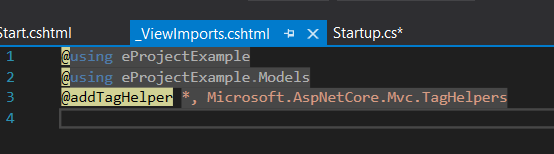 Start.cshtml _ViewImports.cshtml Startup.cs*
1 @using eProjectExample
2 @using eProjectExample.Models
3 @addTagHelper *, Microsoft.AspNetCore.Mvc.TagHelpers
4